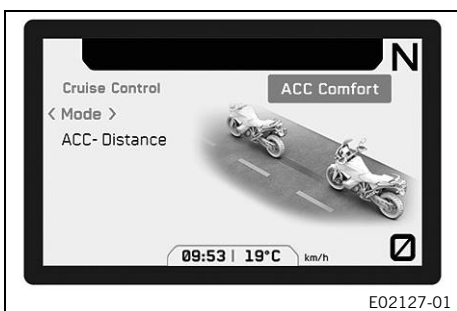 N
Cruise Control
ACC Comfort
< Mode >
ACC- Distance
09:53 | 19°C km/h
0
E02127-01